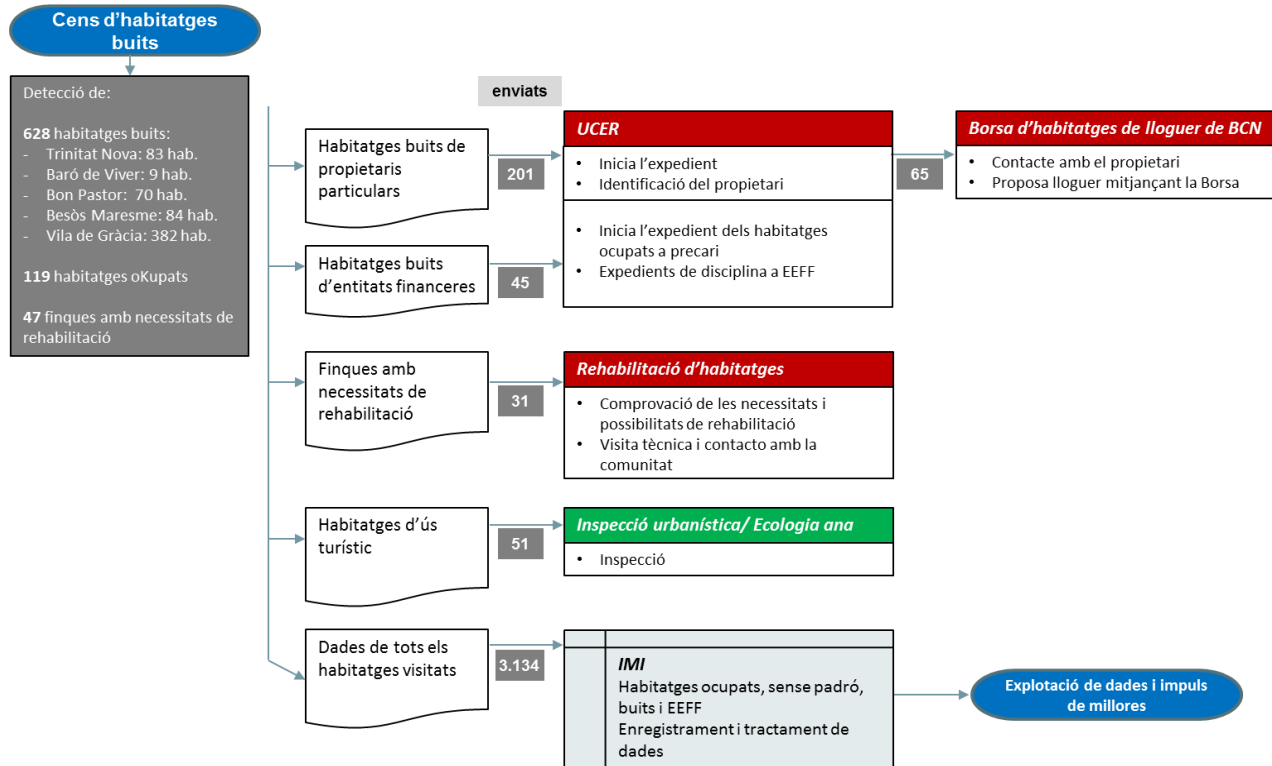 Cens d'habitatges
buits
Detecció de:
628 habitatges buits:
- Trinitat Nova: 83 hab.
- Baró de Viver: 9 hab.
- Bon Pastor: 70 hab.
- Besòs Maresme: 84 hab.
- Vila de Gràcia: 382 hab.
119 habitatges oKupats
47 finques amb necessitats de
rehabilitació
enviats
Habitatges buits de
propietaris
particulars
201
UCER
• Inicia l'expedient
• Identificació del propietari
65
Borsa d'habitatges de lloguer de BCN
• Contacte amb el propietari
• Proposa lloguer mitjançant la Borsa
Habitatges buits
d'entitats financeres
45
• Inicia l'expedient dels habitatges
ocupats a precari
• Expedients de disciplina a EEFF
Finques amb
necessitats de
rehabilitació
31
Rehabilitació d'habitatges
• Comprovació de les necessitats i
possibilitats de rehabilitació
• Visita tècnica i contacto amb la
comunitat
Habitatges d'ús
turístic
51
Inspecció urbanística/ Ecologia ana
• Inspecció
Dades de tots els
habitatges visitats
3.134
IMI
Habitatges ocupats, sense padró,
buits i EEFF
Enregistrament i tractament de
dades
Explotació de dades i impuls
de millores